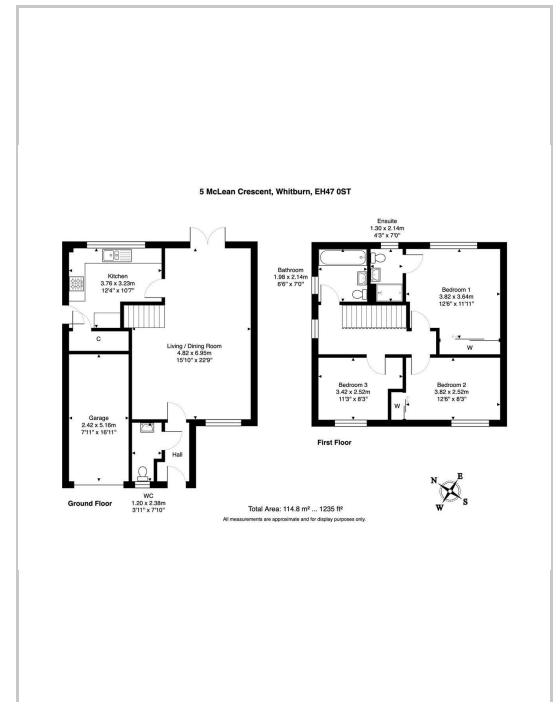 5 McLean Crescent, Whitburn, EH47 0ST
Kitchen
3.76 x 3.23m
12'4" x 10'7"
C
Living / Dining Room
4.82 x 6.95m
15'10" x 22'9"
Garage
2.42 x 5.16m
7'11" x 16'11"
Hall
Ground Floor
WC
1.20 x 2.38m
3'11" x 7'10"
Ensuite
1.30 x 2.14m
4'3" x 7'0"
Bathroom
1.98 x 2.14m
6'6" x 7'0"
Bedroom 1
3.82 x 3.64m
12'6" x 11'11"
W
Bedroom 3
3.42 x 2.52m
11'3" x 8'3"
W
Bedroom 2
3.82 x 2.52m
12'6" x 8'3"
First Floor
N
E
W
S
Total Area: 114.8 m² ... 1235 ft²
All measurements are approximate and for display purposes only.